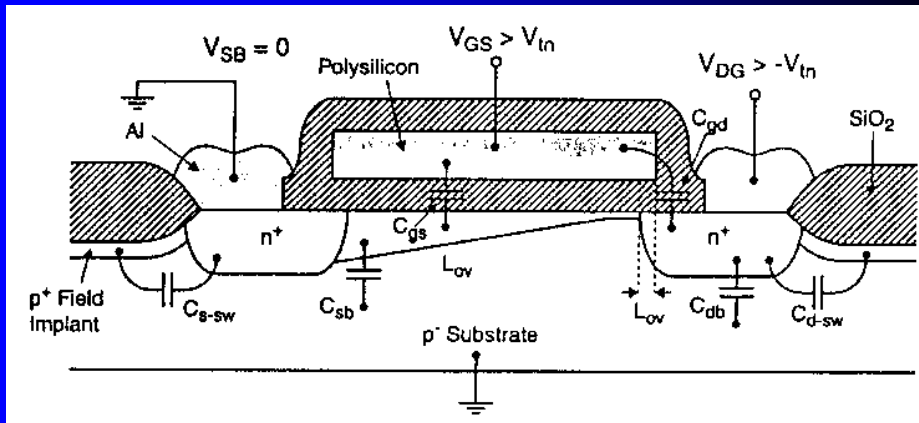 V_SB = 0
V_GS > V_tn
V_DG > -V_tn
Polysilicon
Al
C_gd
SiO₂
C_gs
n⁺
n⁺
L_ov
L_ov
p⁺ Field
Implant
C_s-sw
C_sb
C_db
C_d-sw
p⁻ Substrate